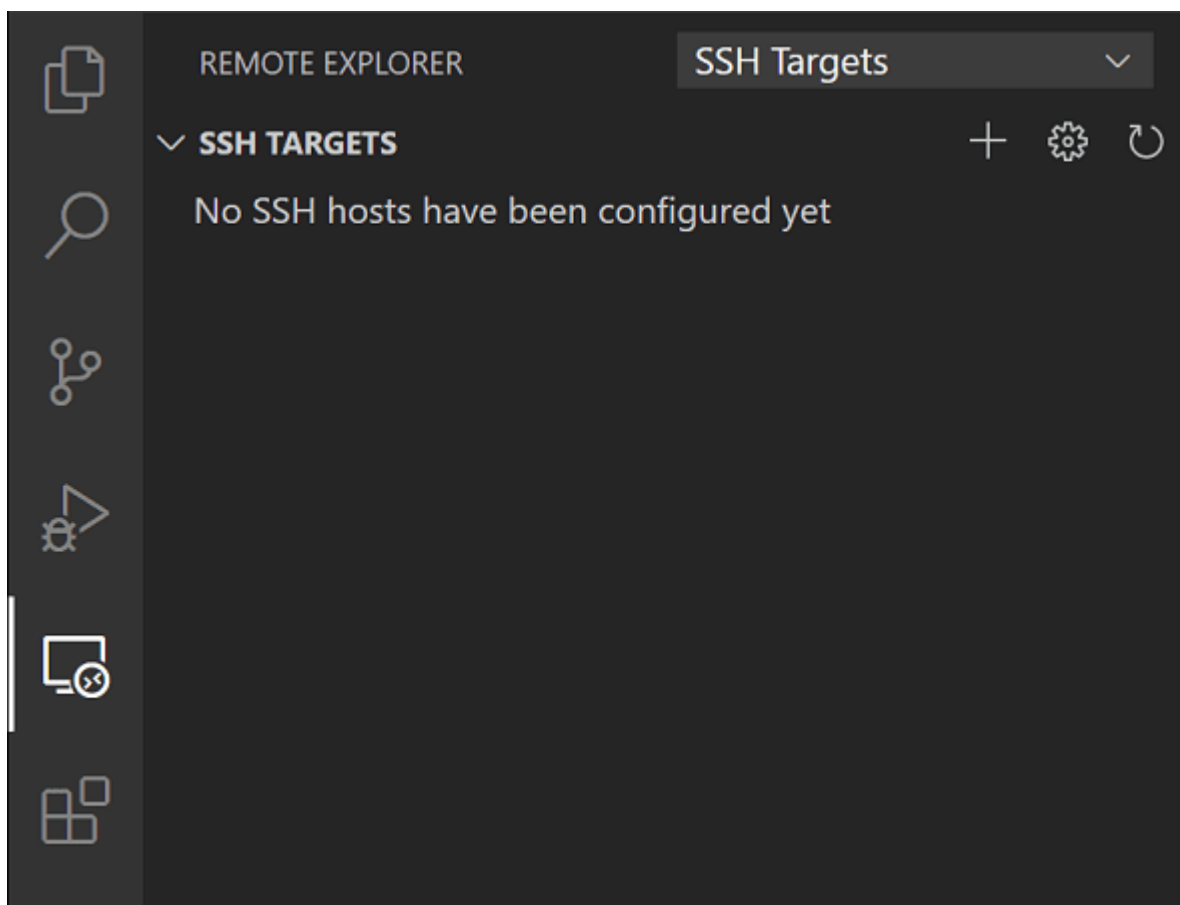 REMOTE EXPLORER SSH Targets
SSH TARGETS
No SSH hosts have been configured yet